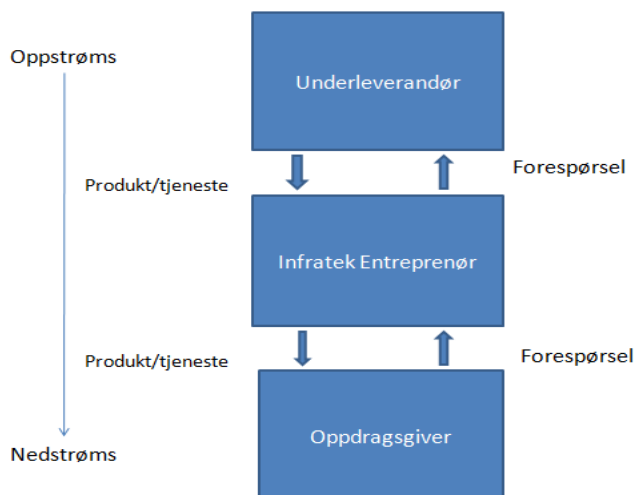 Oppstrøms
Underleverandør
Produkt/tjeneste
Forespørsel
Infratek Entreprenør
Produkt/tjeneste
Forespørsel
Oppdragsgiver
Nedstrøms